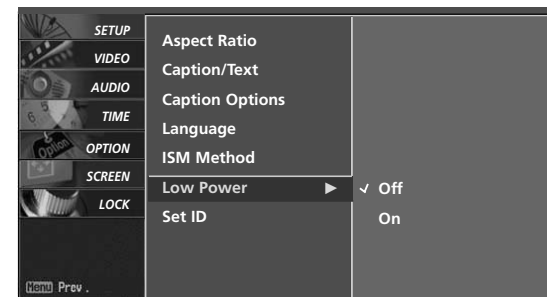 SETUP
VIDEO
AUDIO
TIME
OPTION
SCREEN
LOCK
Menu Prev.
Aspect Ratio
Caption/Text
Caption Options
Language
ISM Method
Low Power ▶ ✓ Off
On
Set ID